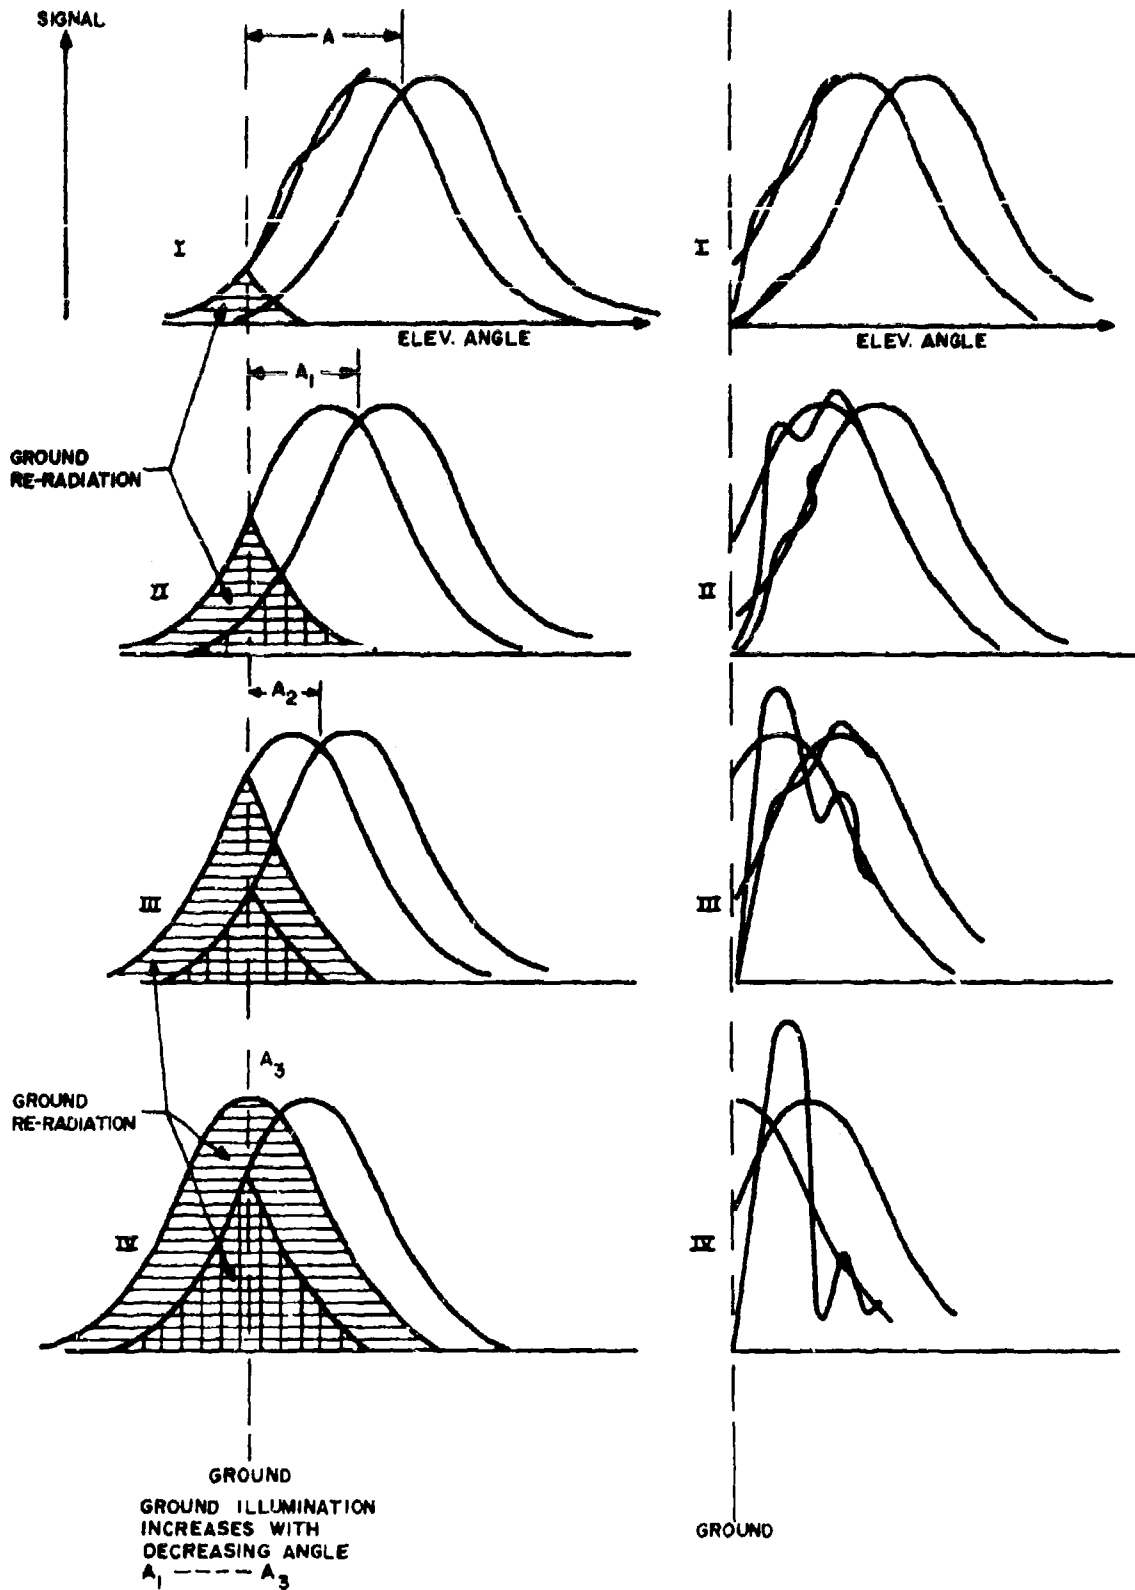 SIGNAL
A
I
I
ELEV. ANGLE
ELEV. ANGLE
A₁
GROUND
RE-RADIATION
II
II
A₂
III
III
A₃
GROUND
RE-RADIATION
IV
IV
GROUND
GROUND ILLUMINATION
INCREASES WITH
DECREASING ANGLE
A₁ ---- A₃
GROUND